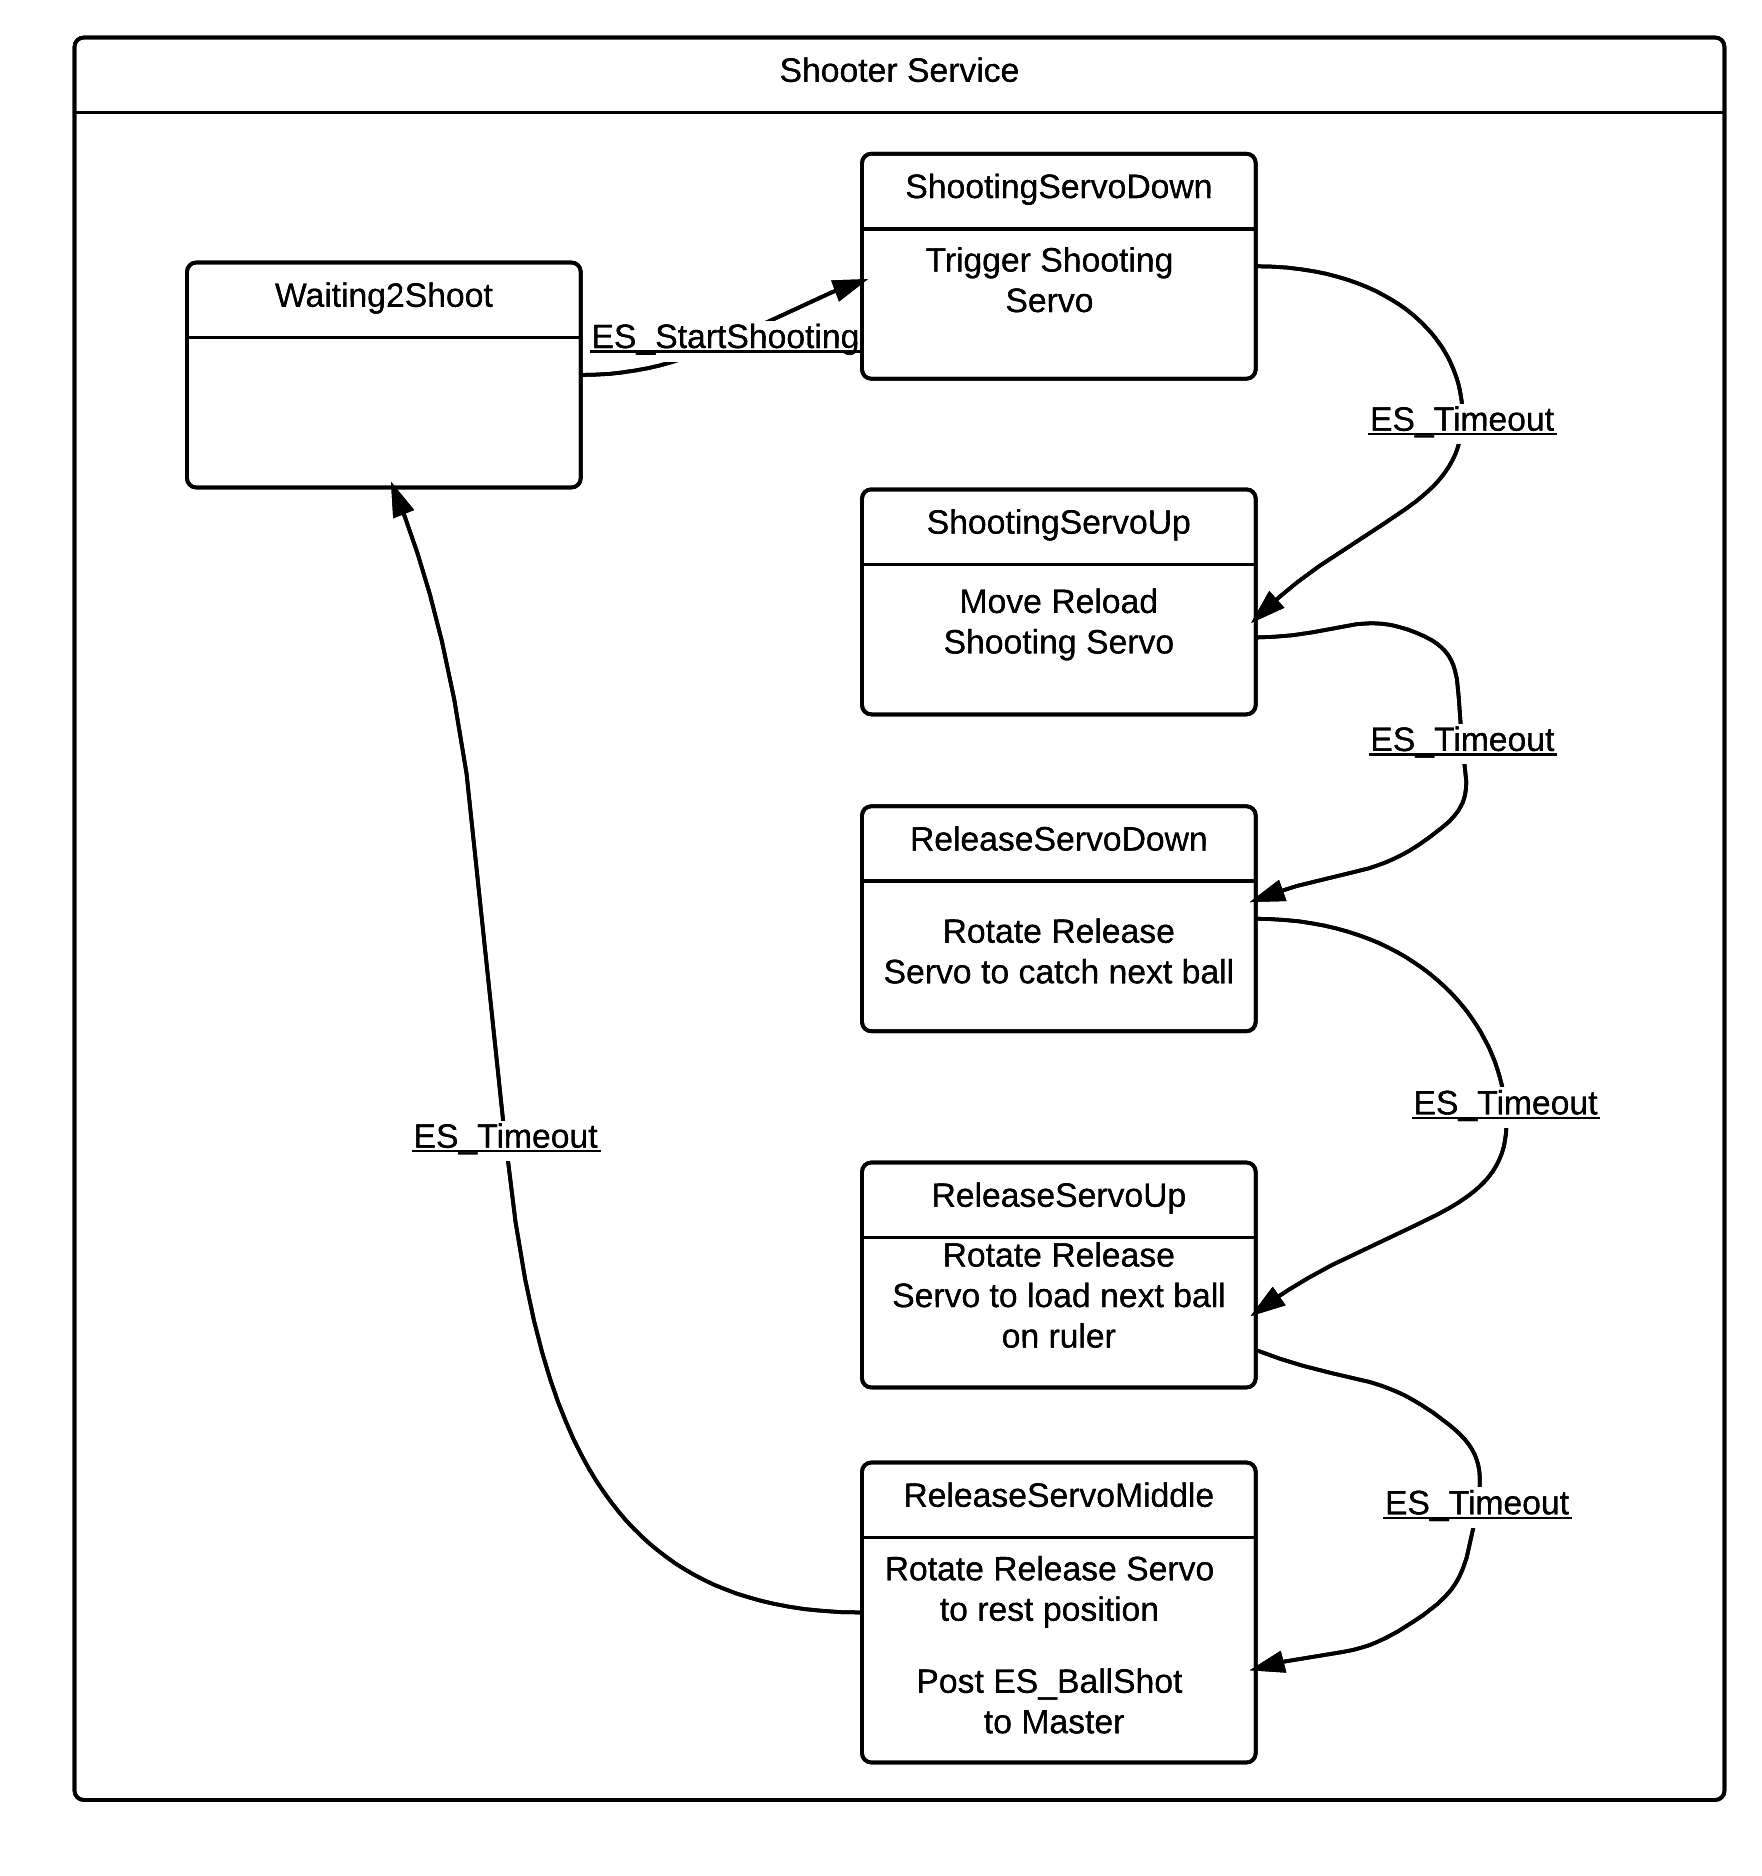 Shooter Service
Waiting2Shoot
ES_StartShooting
ShootingServoDown
Trigger Shooting
Servo
ES_Timeout
ShootingServoUp
Move Reload
Shooting Servo
ES_Timeout
ReleaseServoDown
Rotate Release
Servo to catch next ball
ES_Timeout
ReleaseServoUp
Rotate Release
Servo to load next ball
on ruler
ES_Timeout
ReleaseServoMiddle
Rotate Release Servo
to rest position
Post ES_BallShot
to Master
ES_Timeout